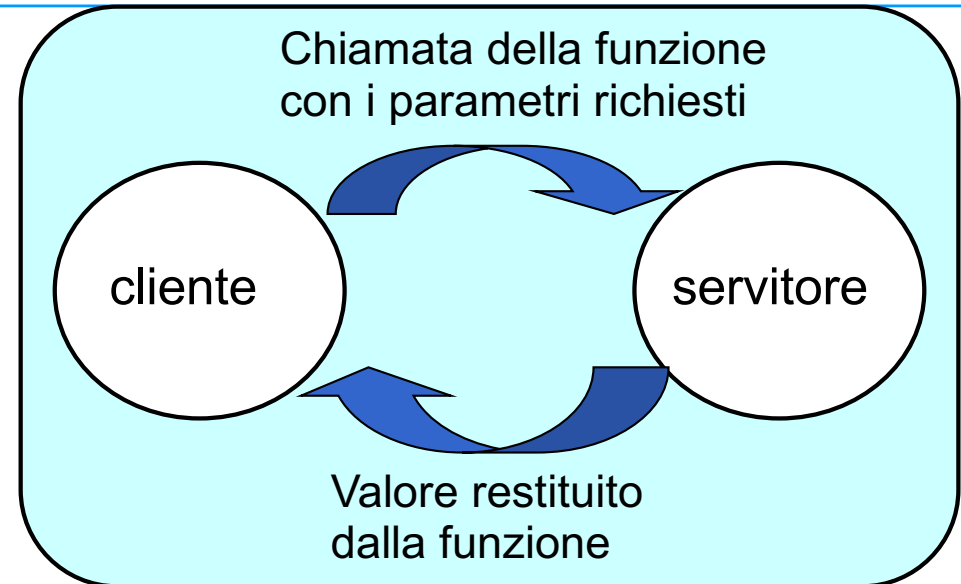 Chiamata della funzione
con i parametri richiesti
cliente
servitore
Valore restituito
dalla funzione